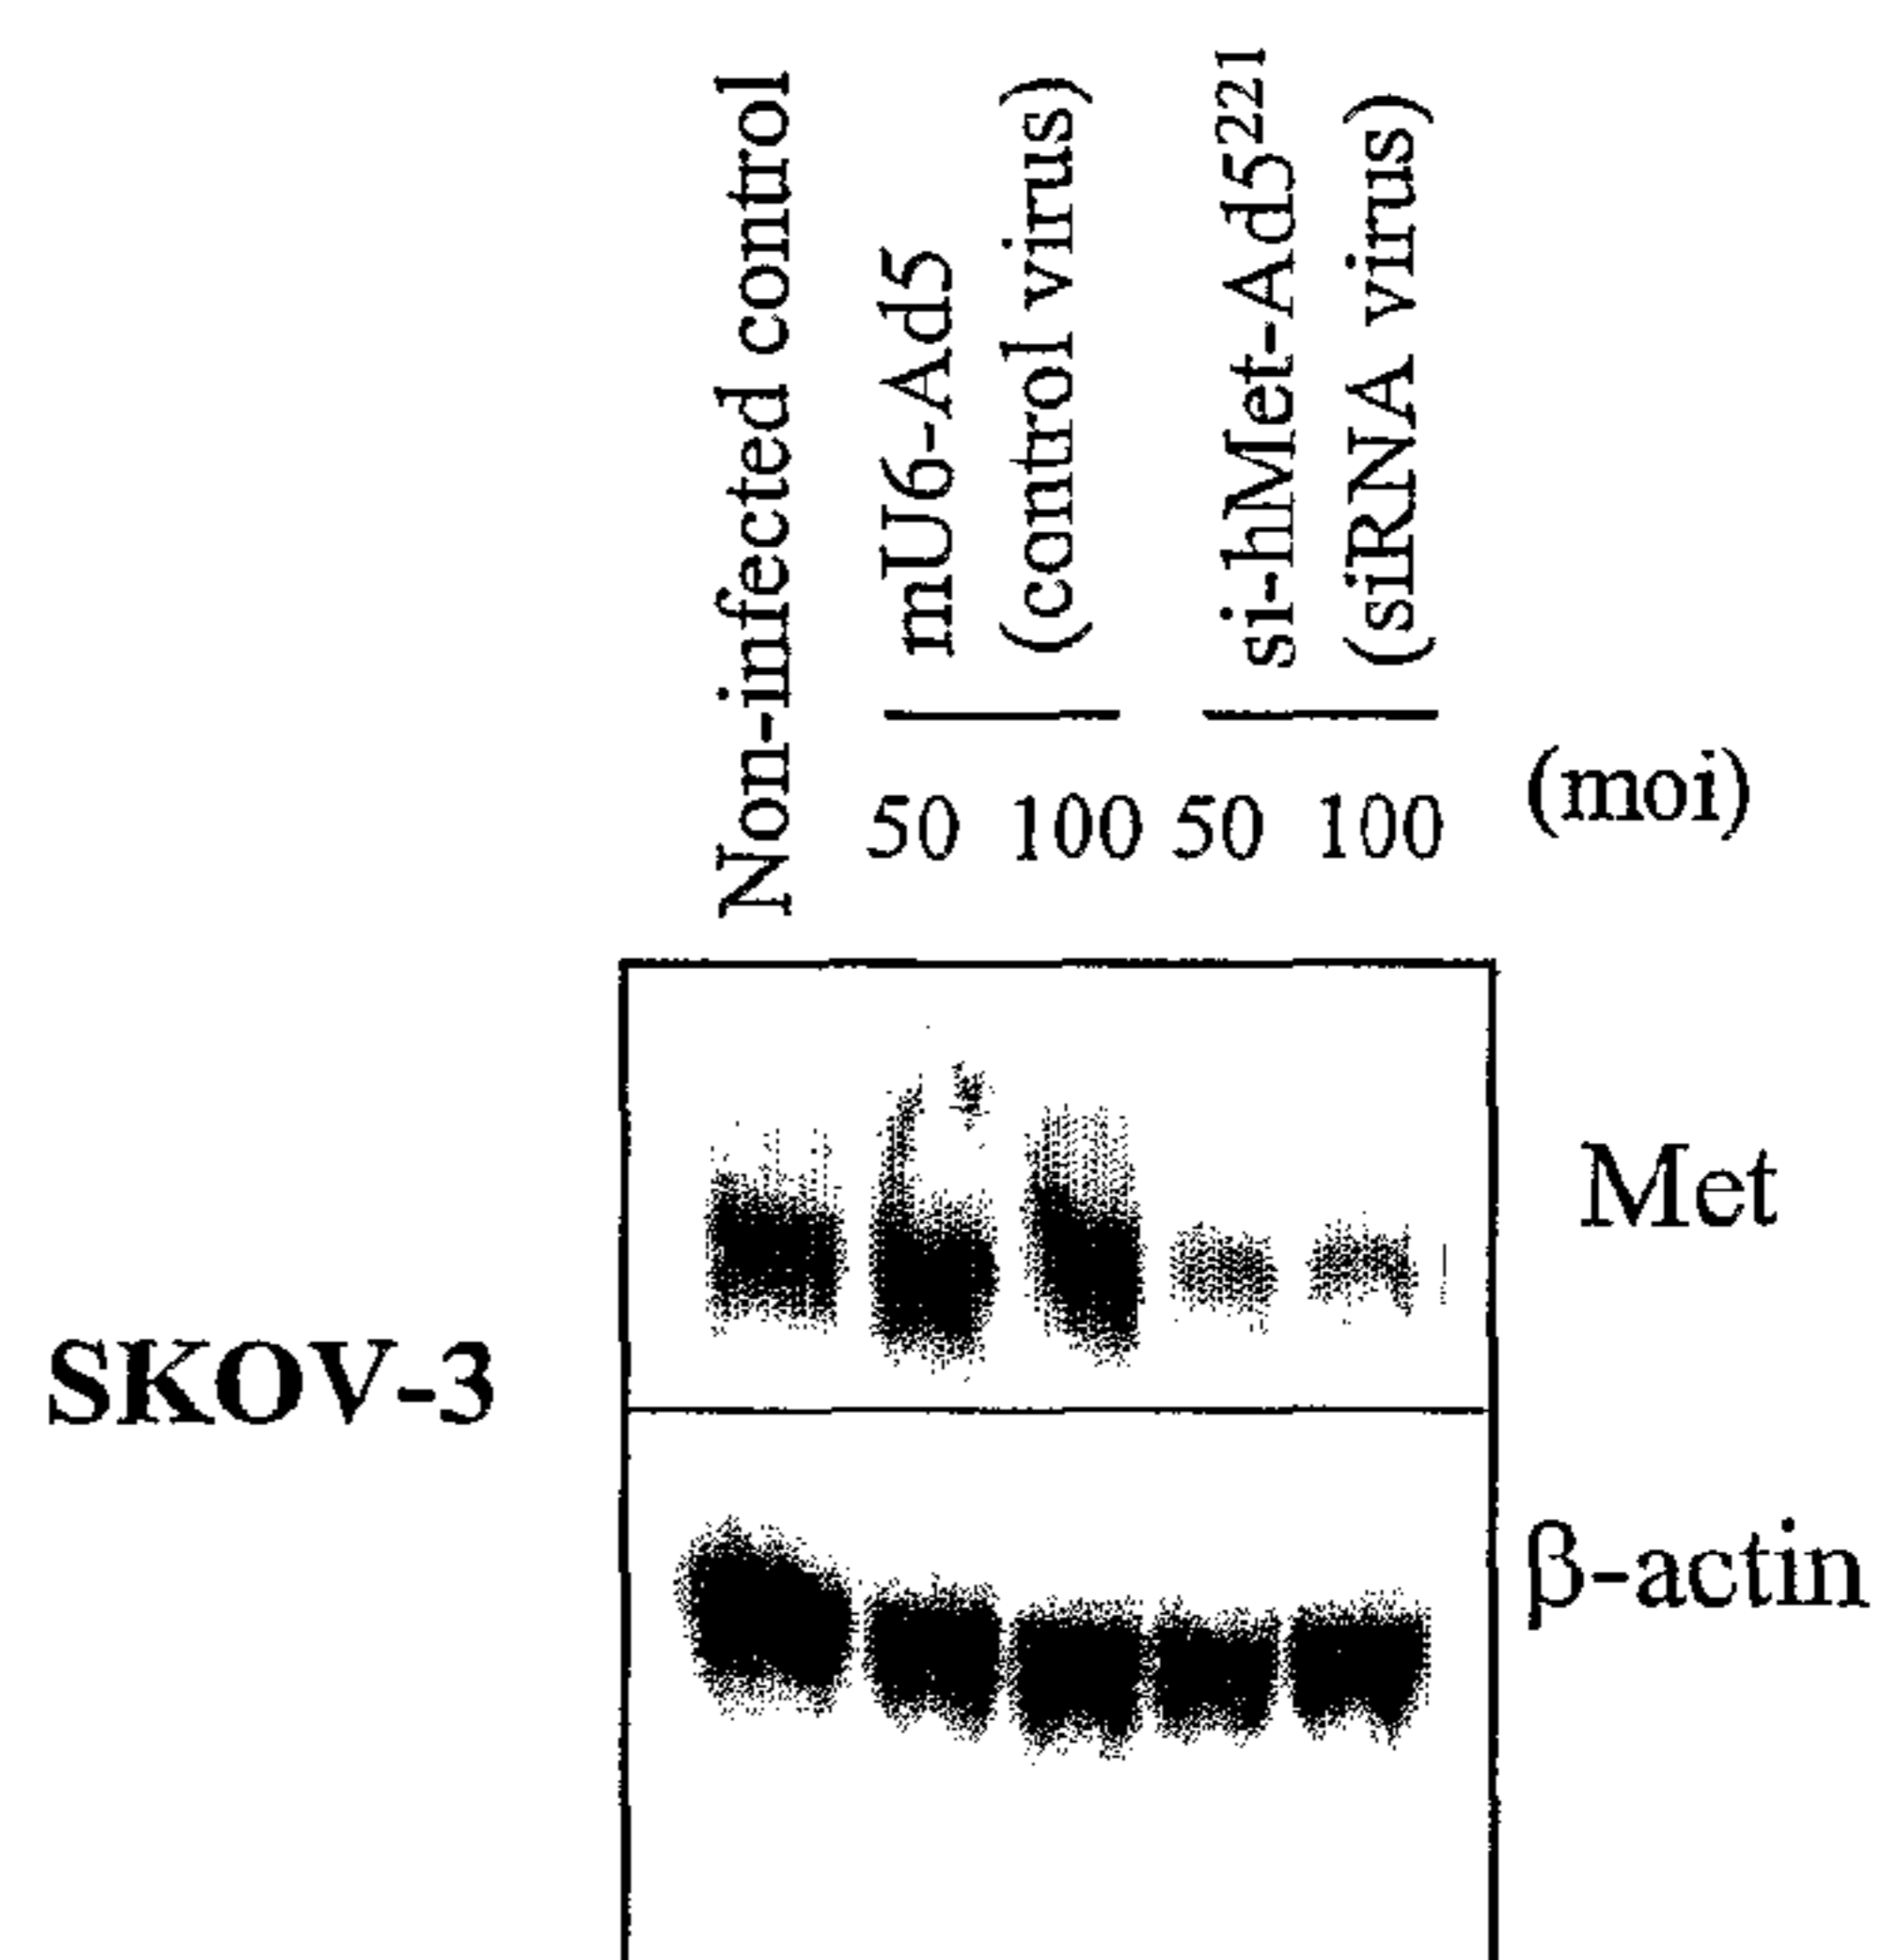 Non-infected control
mU6-Ad5
(control virus)
si-hMet-Ad5²²¹
(siRNA virus)
50 100 50 100 (moi)
Met
SKOV-3
β-actin